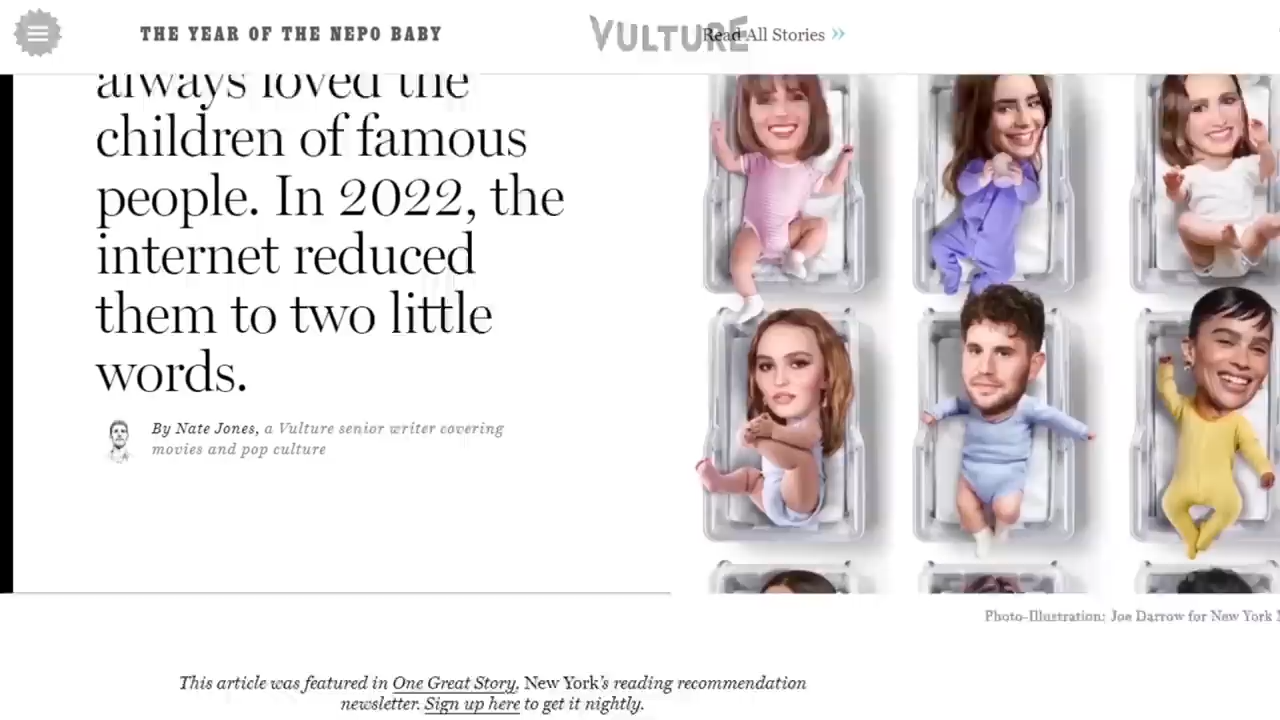 THE YEAR OF THE NEPO BABY
VULTURE
Read All Stories »
always loved the
children of famous
people. In 2022, the
internet reduced
them to two little
words.
By Nate Jones, a Vulture senior writer covering
movies and pop culture
Photo-Illustration: Joe Darrow for New York
This article was featured in One Great Story, New York's reading recommendation
newsletter. Sign up here to get it nightly.